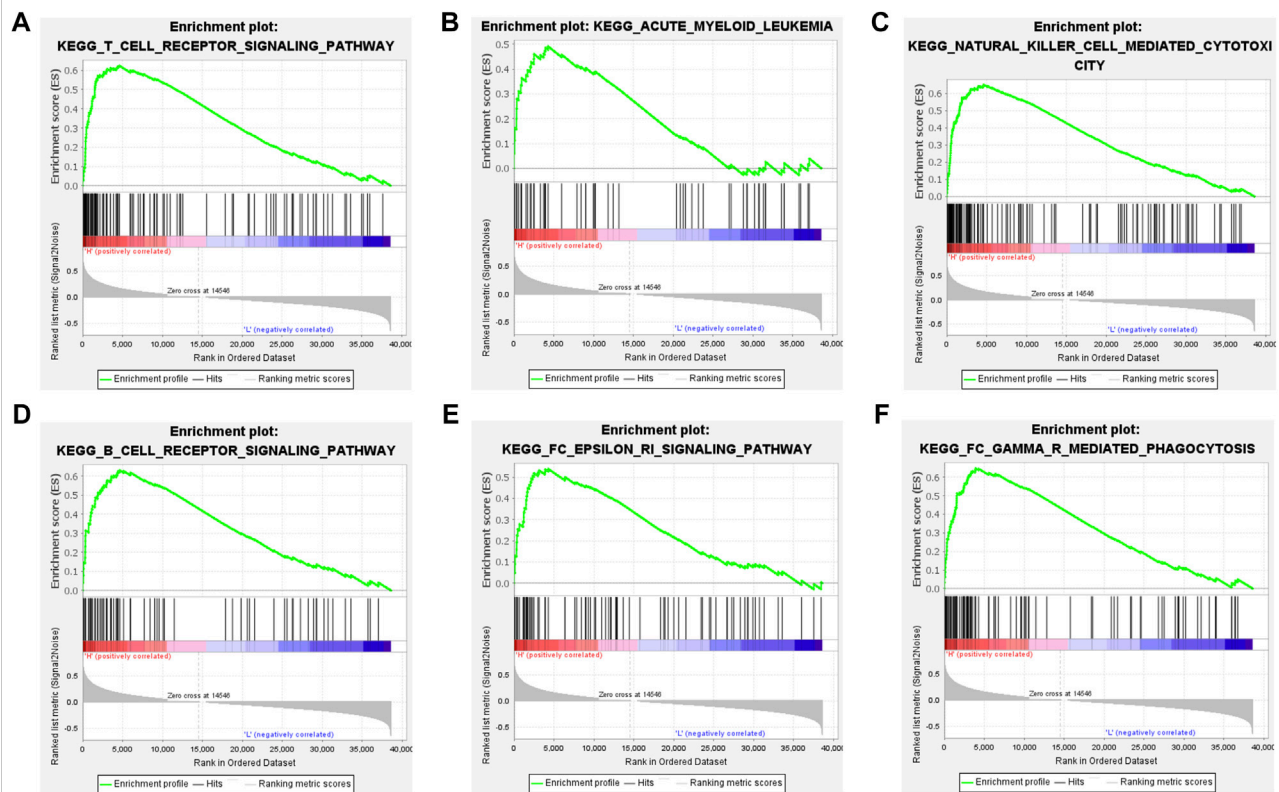 A
Enrichment plot:
KEGG_T_CELL_RECEPTOR_SIGNALING_PATHWAY
Enrichment score (ES)
0.6
0.5
0.4
0.3
0.2
0.1
0.0
'H' (positively correlated)
Ranked list metric (Signal2Noise)
0.5
0.0
-0.5
Zero cross at 14546
'L' (negatively correlated)
0 5,000 10,000 15,000 20,000 25,000 30,000 35,000 40,000
Rank in Ordered Dataset
Enrichment profile Hits Ranking metric scores
B
Enrichment plot: KEGG_ACUTE_MYELOID_LEUKEMIA
Enrichment score (ES)
0.5
0.4
0.3
0.2
0.1
0.0
'H' (positively correlated)
Ranked list metric (Signal2Noise)
0.5
0.0
-0.5
Zero cross at 14546
'L' (negatively correlated)
0 5,000 10,000 15,000 20,000 25,000 30,000 35,000 40,000
Rank in Ordered Dataset
Enrichment profile Hits Ranking metric scores
C
Enrichment plot:
KEGG_NATURAL_KILLER_CELL_MEDIATED_CYTOTOXI
CITY
Enrichment score (ES)
0.6
0.5
0.4
0.3
0.2
0.1
0.0
'H' (positively correlated)
Ranked list metric (Signal2Noise)
0.5
0.0
-0.5
Zero cross at 14546
'L' (negatively correlated)
0 5,000 10,000 15,000 20,000 25,000 30,000 35,000 40,000
Rank in Ordered Dataset
Enrichment profile Hits Ranking metric scores
D
Enrichment plot:
KEGG_B_CELL_RECEPTOR_SIGNALING_PATHWAY
Enrichment score (ES)
0.6
0.5
0.4
0.3
0.2
0.1
0.0
'H' (positively correlated)
Ranked list metric (Signal2Noise)
0.5
0.0
-0.5
Zero cross at 14546
'L' (negatively correlated)
0 5,000 10,000 15,000 20,000 25,000 30,000 35,000 40,000
Rank in Ordered Dataset
Enrichment profile Hits Ranking metric scores
E
Enrichment plot:
KEGG_FC_EPSILON_RI_SIGNALING_PATHWAY
Enrichment score (ES)
0.5
0.4
0.3
0.2
0.1
0.0
'H' (positively correlated)
Ranked list metric (Signal2Noise)
0.5
0.0
-0.5
Zero cross at 14546
'L' (negatively correlated)
0 5,000 10,000 15,000 20,000 25,000 30,000 35,000 40,000
Rank in Ordered Dataset
Enrichment profile Hits Ranking metric scores
F
Enrichment plot:
KEGG_FC_GAMMA_R_MEDIATED_PHAGOCYTOSIS
Enrichment score (ES)
0.6
0.5
0.4
0.3
0.2
0.1
0.0
'H' (positively correlated)
Ranked list metric (Signal2Noise)
0.5
0.0
-0.5
Zero cross at 14546
'L' (negatively correlated)
0 5,000 10,000 15,000 20,000 25,000 30,000 35,000 40,000
Rank in Ordered Dataset
Enrichment profile Hits Ranking metric scores